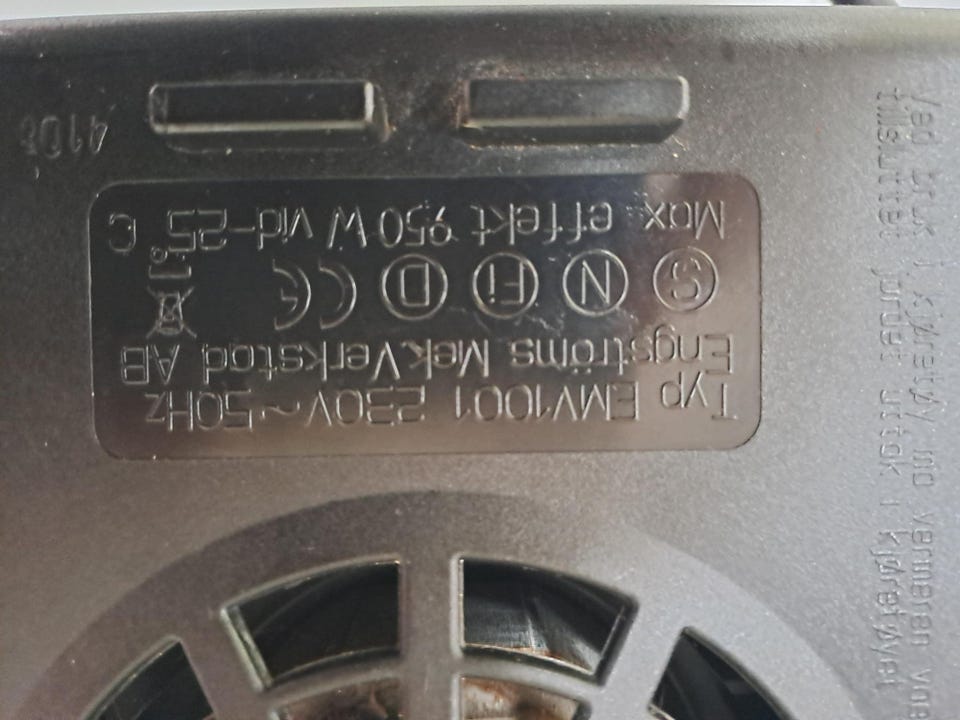 Typ EMV1001 230V ~ 50Hz
Engströms Mek.Verkstad AB
S N FI D CE
Max. effekt 950 W vid -25°C
Ved bruk i kjøretøy må varmeren
tilsluttet jordet uttak i kjøretøyet